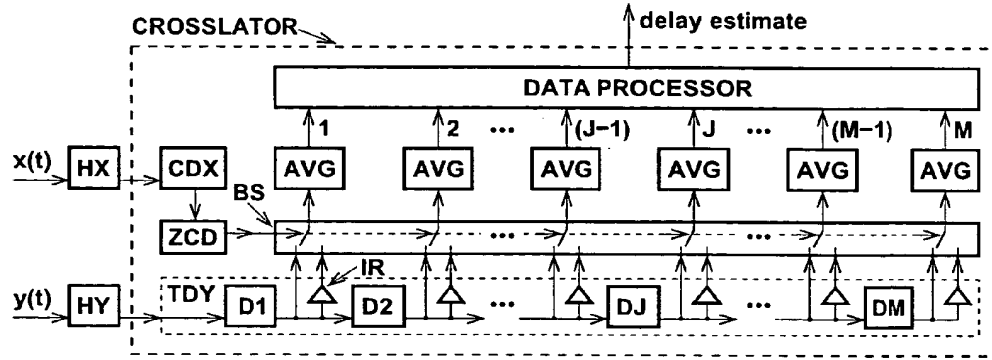 CROSSLATOR
delay estimate
DATA PROCESSOR
1 2 ... (J−1) J ... (M−1) M
x(t) HX CDX AVG AVG AVG AVG AVG AVG
BS
ZCD ... ...
IR
y(t) HY TDY D1 D2 ... DJ ... DM